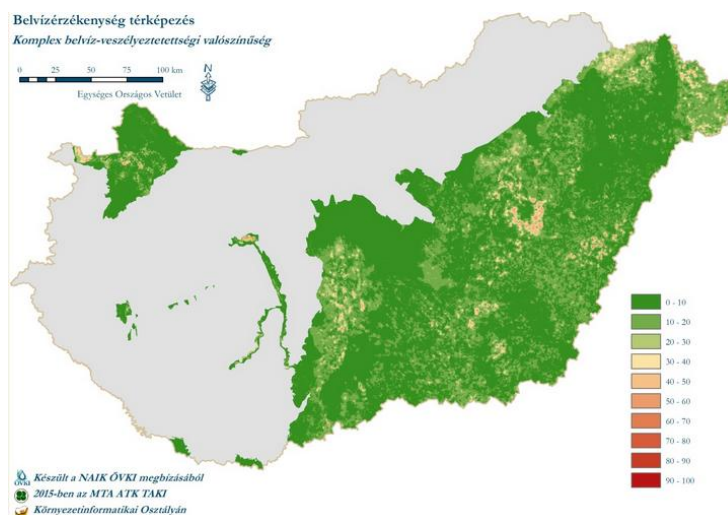 Belvízérzékenység térképezés
Komplex belvíz-veszélyeztetettségi valószínűség
0 25 50 75 100 km
N
Egységes Országos Vetület
0 - 10
10 - 20
20 - 30
30 - 40
40 - 50
50 - 60
60 - 70
70 - 80
80 - 90
90 - 100
Készült a NAIK ÖVKI megbízásából
ÖVKI
2015-ben az MTA ATK TAKI
Környezetinformatikai Osztályán